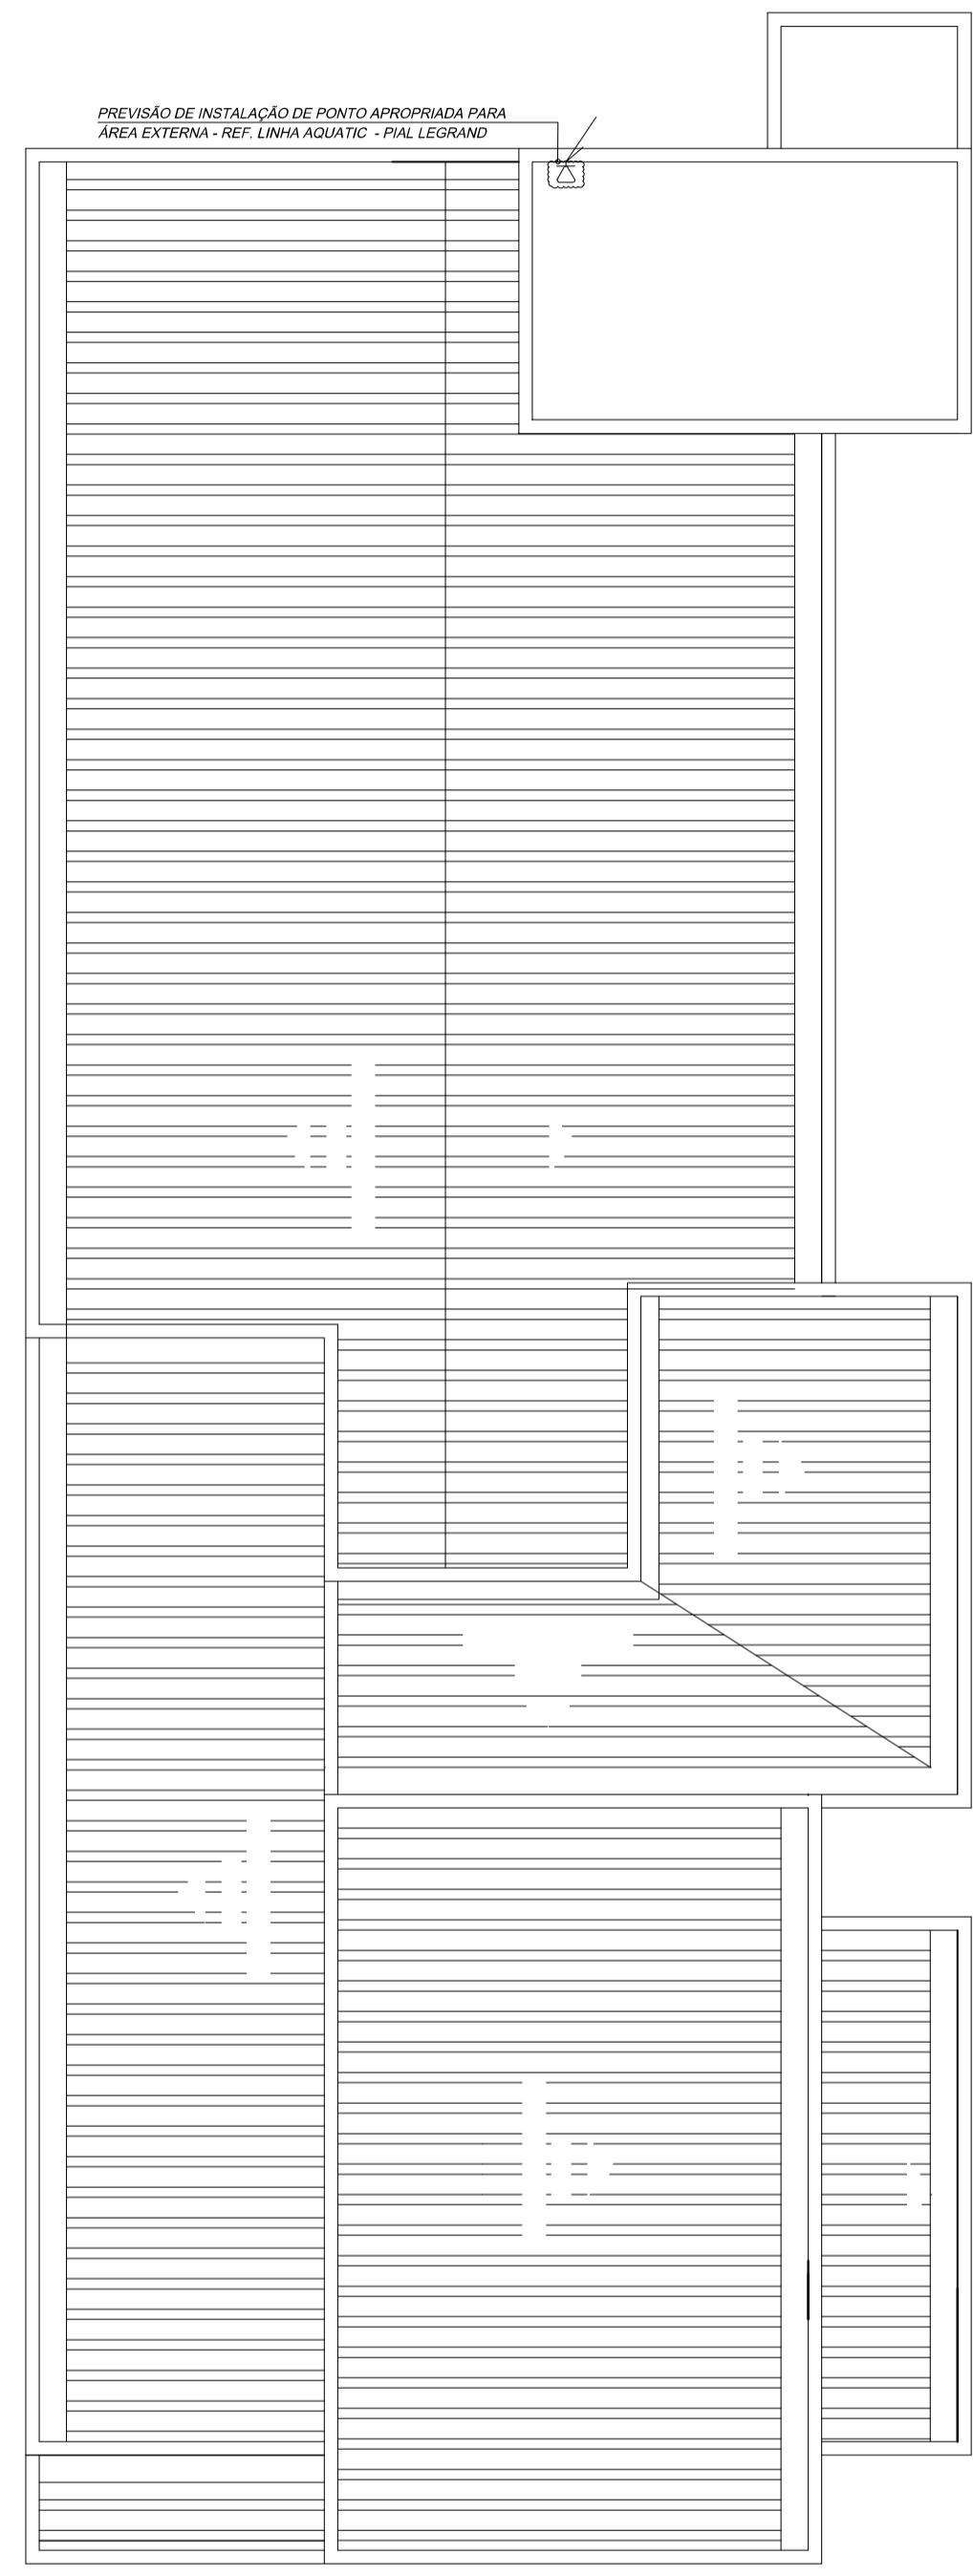 PREVISÃO DE INSTALAÇÃO DE PONTO APROPRIADA PARA
ÁREA EXTERNA - REF. LINHA AQUATIC - PIAL LEGRAND